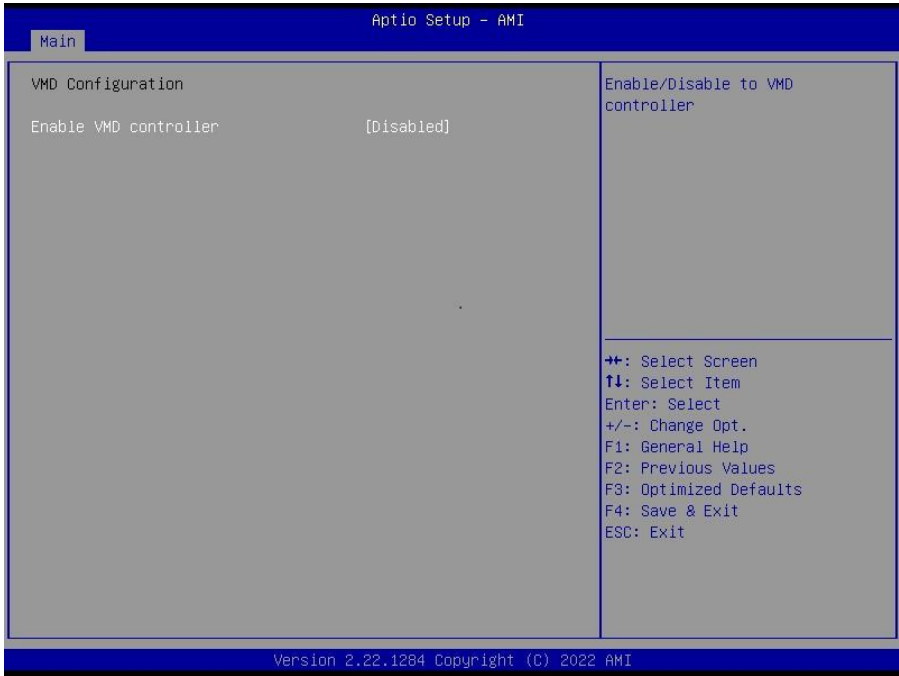 Aptio Setup – AMI
Main
VMD Configuration
Enable VMD controller [Disabled]
Enable/Disable to VMD
controller
→←: Select Screen
↑↓: Select Item
Enter: Select
+/-: Change Opt.
F1: General Help
F2: Previous Values
F3: Optimized Defaults
F4: Save & Exit
ESC: Exit
Version 2.22.1284 Copyright (C) 2022 AMI